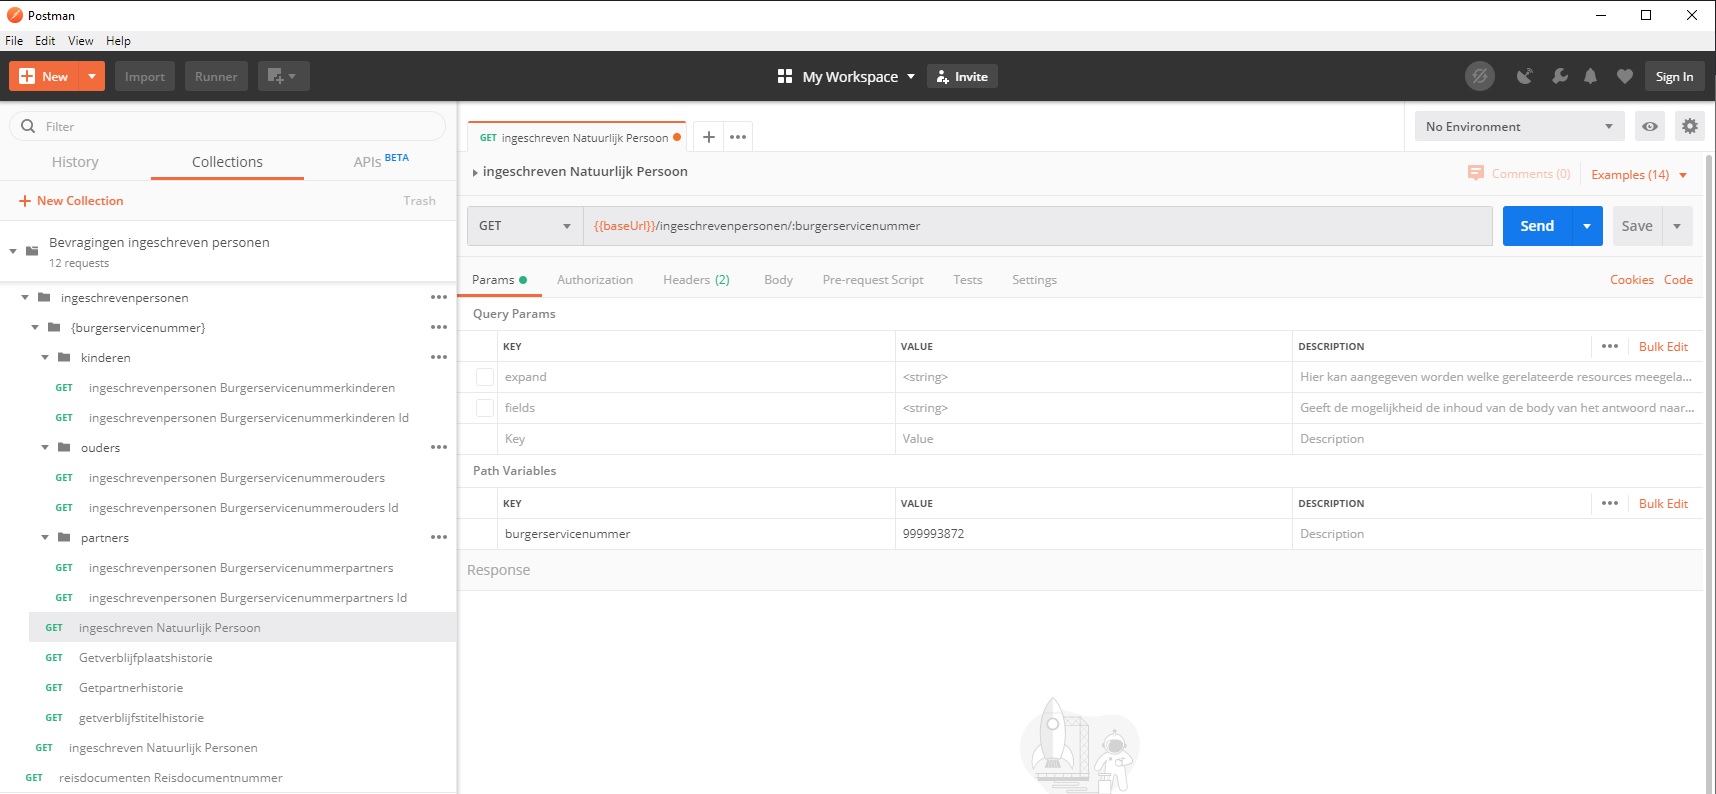 Postman
File Edit View Help
New Import Runner My Workspace Invite Sign In
Filter
History Collections APIs BETA
New Collection Trash
Bevragingen ingeschreven personen
12 requests
ingeschrevenpersonen
{burgerservicenummer}
kinderen
GET ingeschrevenpersonen Burgerservicenummerkinderen
GET ingeschrevenpersonen Burgerservicenummerkinderen Id
ouders
GET ingeschrevenpersonen Burgerservicenummerouders
GET ingeschrevenpersonen Burgerservicenummerouders Id
partners
GET ingeschrevenpersonen Burgerservicenummerpartners
GET ingeschrevenpersonen Burgerservicenummerpartners Id
GET ingeschreven Natuurlijk Persoon
GET Getverblijfplaatshistorie
GET Getpartnerhistorie
GET getverblijfstitelhistorie
GET ingeschreven Natuurlijk Personen
GET reisdocumenten Reisdocumentnummer
GET ingeschreven Natuurlijk Persoon
No Environment
ingeschreven Natuurlijk Persoon
Comments (0) Examples (14)
GET {{baseUrl}}/ingeschrevenpersonen/:burgerservicenummer Send Save
Params Authorization Headers (2) Body Pre-request Script Tests Settings Cookies Code
Query Params
KEY VALUE DESCRIPTION Bulk Edit
expand <string> Hier kan aangegeven worden welke gerelateerde resources meegela...
fields <string> Geeft de mogelijkheid de inhoud van de body van het antwoord naar...
Key Value Description
Path Variables
KEY VALUE DESCRIPTION Bulk Edit
burgerservicenummer 999993872 Description
Response